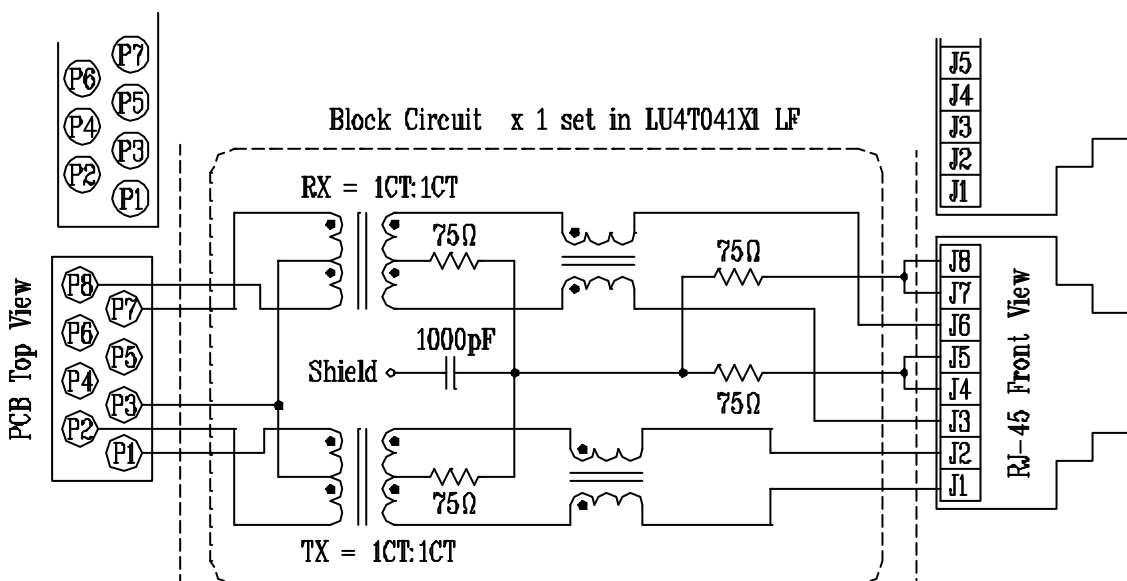 P7
P6
P5
P4
P3
P2
P1
Block Circuit x 1 set in LU4T041X1 LF
J5
J4
J3
J2
J1
RX = 1CT:1CT
75Ω
75Ω
PCB Top View
P8
P7
P6
P5
P4
P3
P2
P1
1000pF
Shield
75Ω
75Ω
TX = 1CT:1CT
J8
J7
J6
J5
J4
J3
J2
J1
RJ-45 Front View